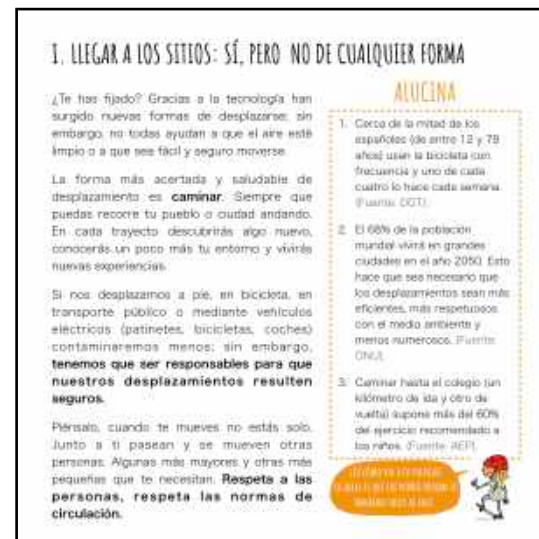 I. LLEGAR A LOS SITIOS: SÍ, PERO NO DE CUALQUIER FORMA
¿Te has fijado? Gracias a la tecnología han
surgido nuevas formas de desplazarse; sin
embargo, no todas ayudan a que el aire esté
limpio o a que sea fácil y seguro moverse.
La forma más acertada y saludable de
desplazamiento es caminar. Siempre que
puedas recorre tu pueblo o ciudad andando.
En cada trayecto descubrirás algo nuevo,
conocerás un poco más tu entorno y vivirás
nuevas experiencias.
Si nos desplazamos a pie, en bicicleta, en
transporte público o mediante vehículos
eléctricos (patinetes, bicicletas, coches)
contaminaremos menos; sin embargo,
tenemos que ser responsables para que
nuestros desplazamientos resulten
seguros.
Piénsalo, cuando te mueves no estás solo.
Junto a ti pasean y se mueven otras
personas. Algunas más mayores y otras más
pequeñas que te necesitan. Respeta a las
personas, respeta las normas de
circulación.
ALUCINA
1. Cerca de la mitad de los
españoles (de entre 12 y 79
años) usan la bicicleta con
frecuencia y uno de cada
cuatro lo hace cada semana.
(Fuente: DGT).
2. El 68% de la población
mundial vivirá en grandes
ciudades en el año 2050. Esto
hace que sea necesario que
los desplazamientos sean más
eficientes, más respetuosos
con el medio ambiente y
menos numerosos. (Fuente:
ONU).
3. Caminar hasta el colegio (un
kilómetro de ida y otro de
vuelta) supone más del 60%
del ejercicio recomendado a
los niños. (Fuente: AEP).